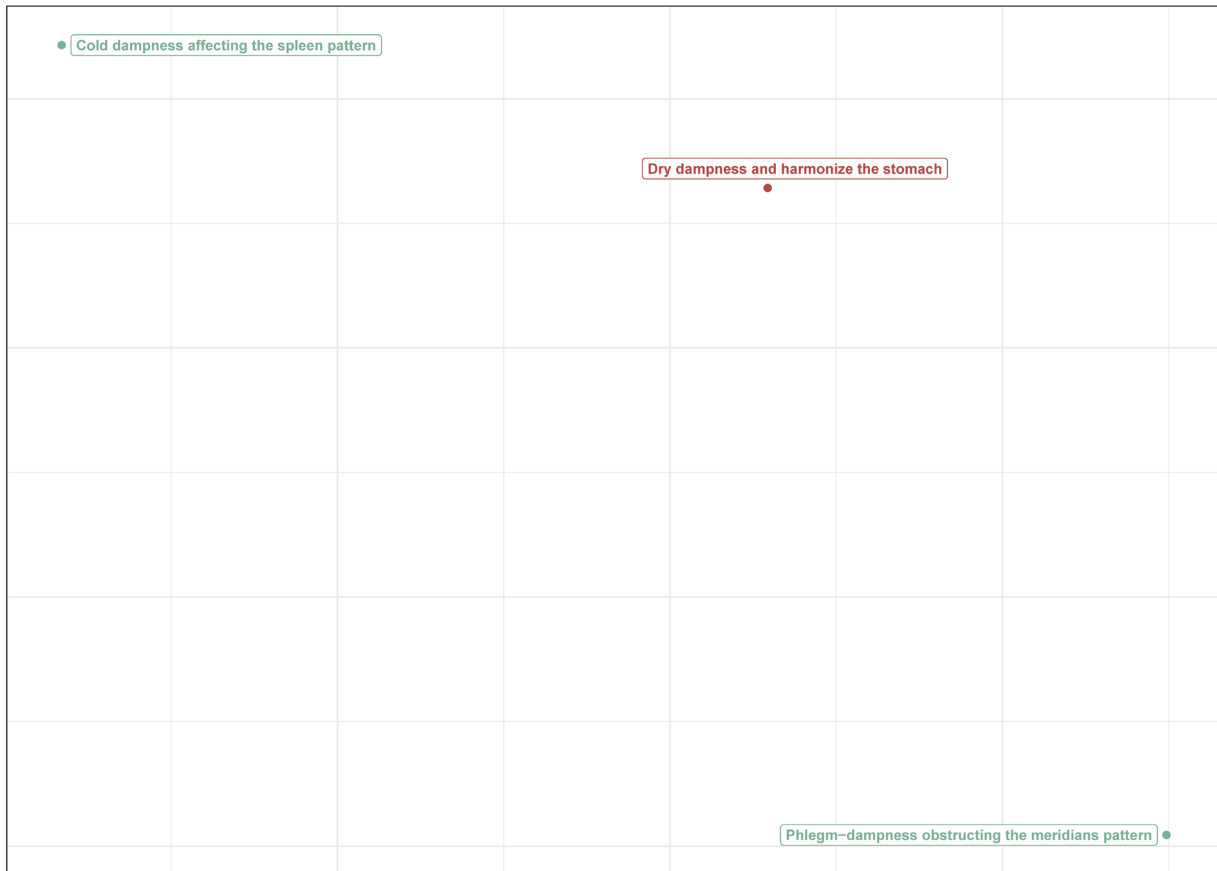 Cold dampness affecting the spleen pattern
Dry dampness and harmonize the stomach
Phlegm−dampness obstructing the meridians pattern